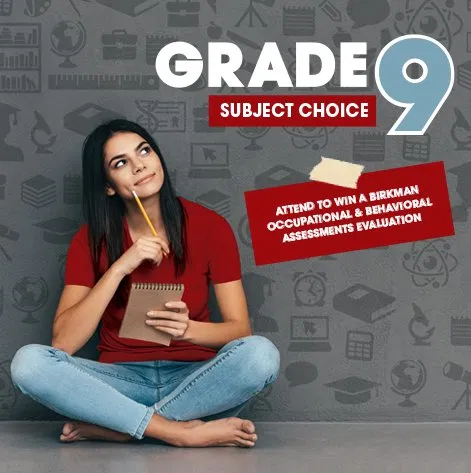 GRADE 9
SUBJECT CHOICE
ATTEND TO WIN A BIRKMAN
OCCUPATIONAL & BEHAVIORAL
ASSESSMENTS EVALUATION